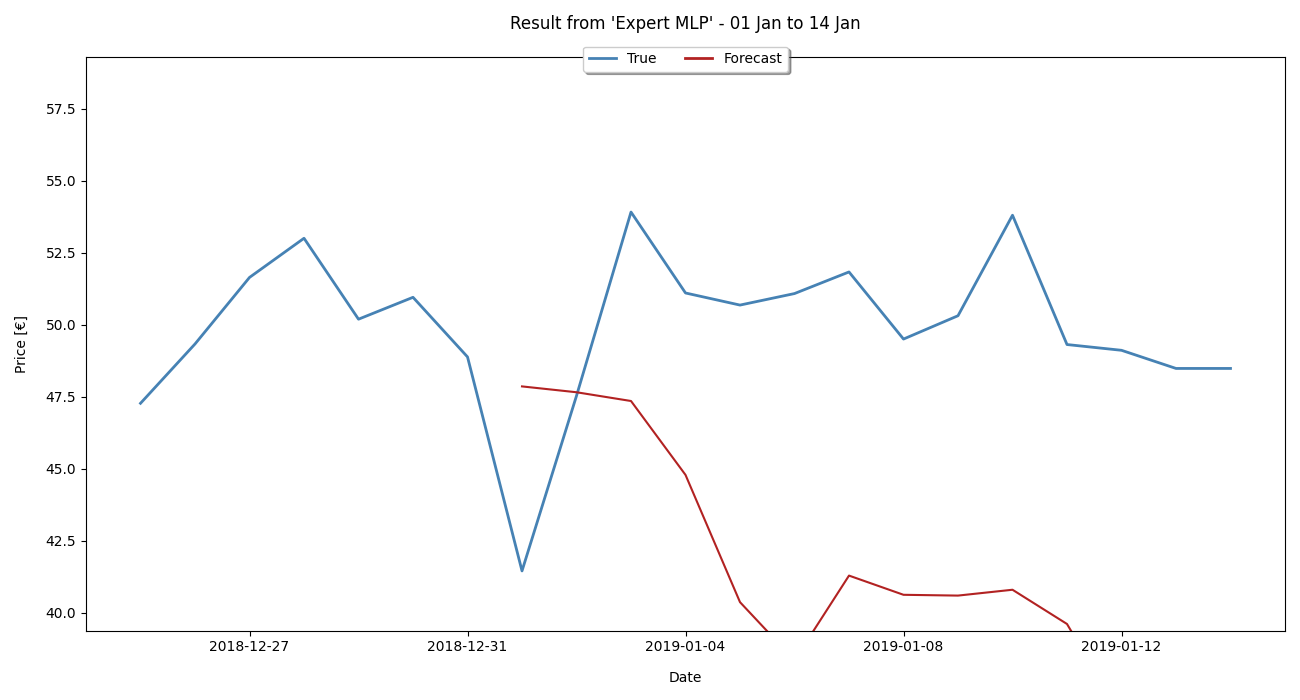 Result from 'Expert MLP' - 01 Jan to 14 Jan
True Forecast
57.5
55.0
52.5
50.0
47.5
45.0
42.5
40.0
Price [€]
2018-12-27 2018-12-31 2019-01-04 2019-01-08 2019-01-12
Date